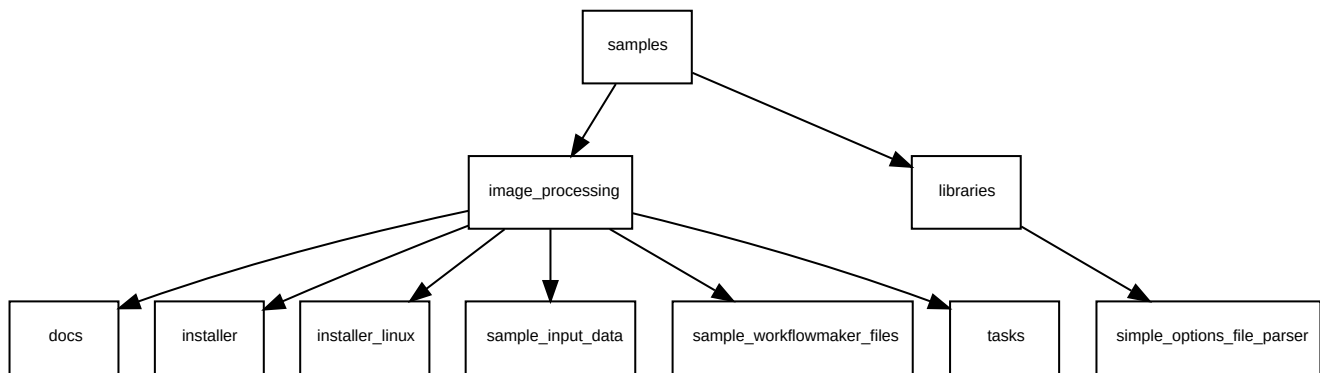 samples
image_processing
libraries
docs
installer
installer_linux
sample_input_data
sample_workflowmaker_files
tasks
simple_options_file_parser